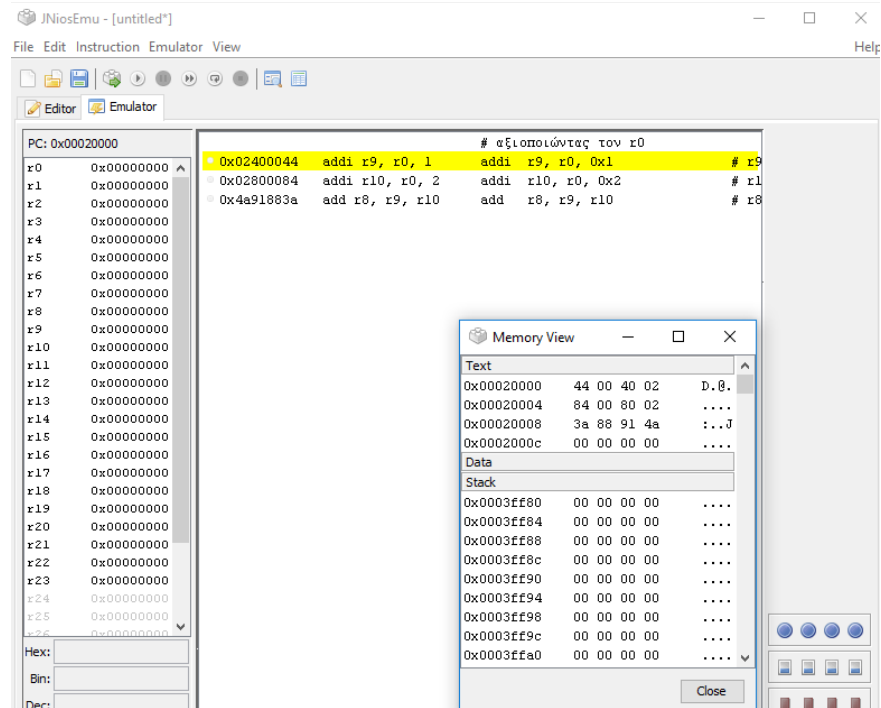 JNiosEmu - [untitled*]
File Edit Instruction Emulator View Help
Editor Emulator
PC: 0x00020000
r0 0x00000000
r1 0x00000000
r2 0x00000000
r3 0x00000000
r4 0x00000000
r5 0x00000000
r6 0x00000000
r7 0x00000000
r8 0x00000000
r9 0x00000000
r10 0x00000000
r11 0x00000000
r12 0x00000000
r13 0x00000000
r14 0x00000000
r15 0x00000000
r16 0x00000000
r17 0x00000000
r18 0x00000000
r19 0x00000000
r20 0x00000000
r21 0x00000000
r22 0x00000000
r23 0x00000000
r24 0x00000000
r25 0x00000000
r26 0x00000000
Hex:
Bin:
Dec:
# αξιοποιώντας τον r0
0x02400044 addi r9, r0, 1 addi r9, r0, 0x1 # r9
0x02800084 addi r10, r0, 2 addi r10, r0, 0x2 # r1
0x4a91883a add r8, r9, r10 add r8, r9, r10 # r8
Memory View
Text
0x00020000 44 00 40 02 D.@.
0x00020004 84 00 80 02 ....
0x00020008 3a 88 91 4a :..J
0x0002000c 00 00 00 00 ....
Data
Stack
0x0003ff80 00 00 00 00 ....
0x0003ff84 00 00 00 00 ....
0x0003ff88 00 00 00 00 ....
0x0003ff8c 00 00 00 00 ....
0x0003ff90 00 00 00 00 ....
0x0003ff94 00 00 00 00 ....
0x0003ff98 00 00 00 00 ....
0x0003ff9c 00 00 00 00 ....
0x0003ffa0 00 00 00 00 ....
Close